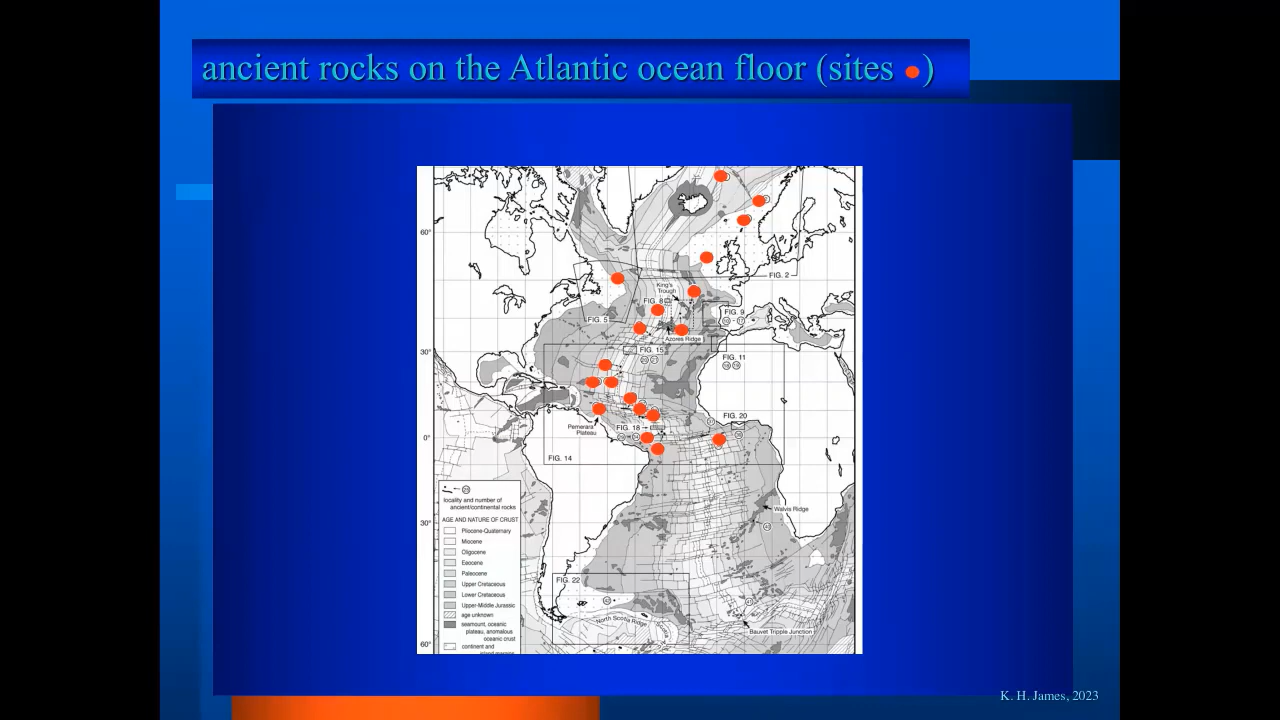 ancient rocks on the Atlantic ocean floor (sites )
60°
FIG. 2
King's
Trough
FIG. 8
FIG. 5
FIG. 9
Azores Ridge
30°
FIG. 15
FIG. 11
FIG. 20
Pemerara
Plateau
FIG. 18
0°
FIG. 14
locality and number of
ancient/continental rocks
Walvis Ridge
30°
AGE AND NATURE OF CRUST
Pliocene-Quaternary
Miocene
Oligocene
Eeocene
Paleocene
Upper Cretaceous
Lower Cretaceous
Upper-Middle Jurassic
age unknown
seamount, oceanic
plateau, anomalous
oceanic crust
continent and
FIG. 22
North Scotia Ridge
Bauvet Tripple Junction
60°
K. H. James, 2023